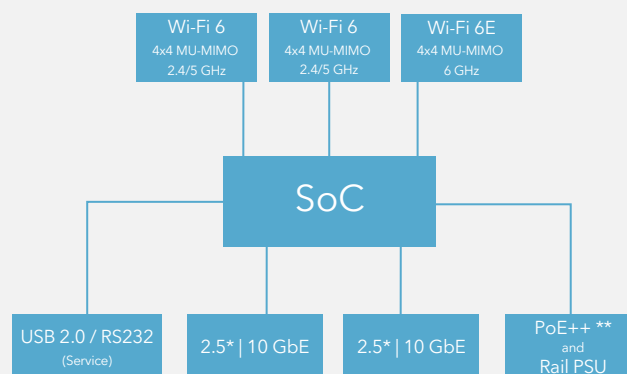 Wi-Fi 6
4x4 MU-MIMO
2.4/5 GHz
Wi-Fi 6
4x4 MU-MIMO
2.4/5 GHz
Wi-Fi 6E
4x4 MU-MIMO
6 GHz
SoC
USB 2.0 / RS232
(Service)
2.5* | 10 GbE
2.5* | 10 GbE
PoE++ **
and
Rail PSU